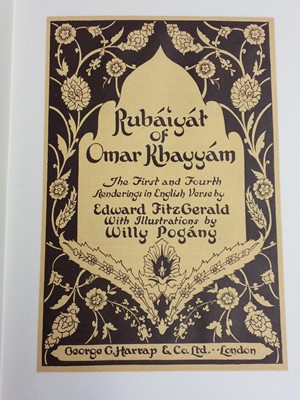 Rubáiyát
of
Omar Khayyám
The First and Fourth
Renderings in English Verse by
Edward FitzGerald
With Illustrations by
Willy Pogány
George G. Harrap & Co. Ltd. · · London